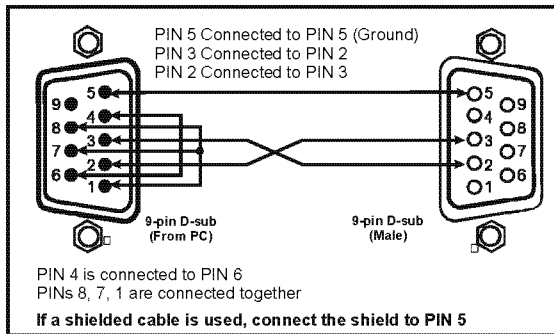 PIN 5 Connected to PIN 5 (Ground)
PIN 3 Connected to PIN 2
PIN 2 Connected to PIN 3
5
9
4
8
3
7
2
6
1
5
9
4
8
3
7
2
6
1
9-pin D-sub
(From PC)
9-pin D-sub
(Male)
PIN 4 is connected to PIN 6
PINs 8, 7, 1 are connected together
If a shielded cable is used, connect the shield to PIN 5